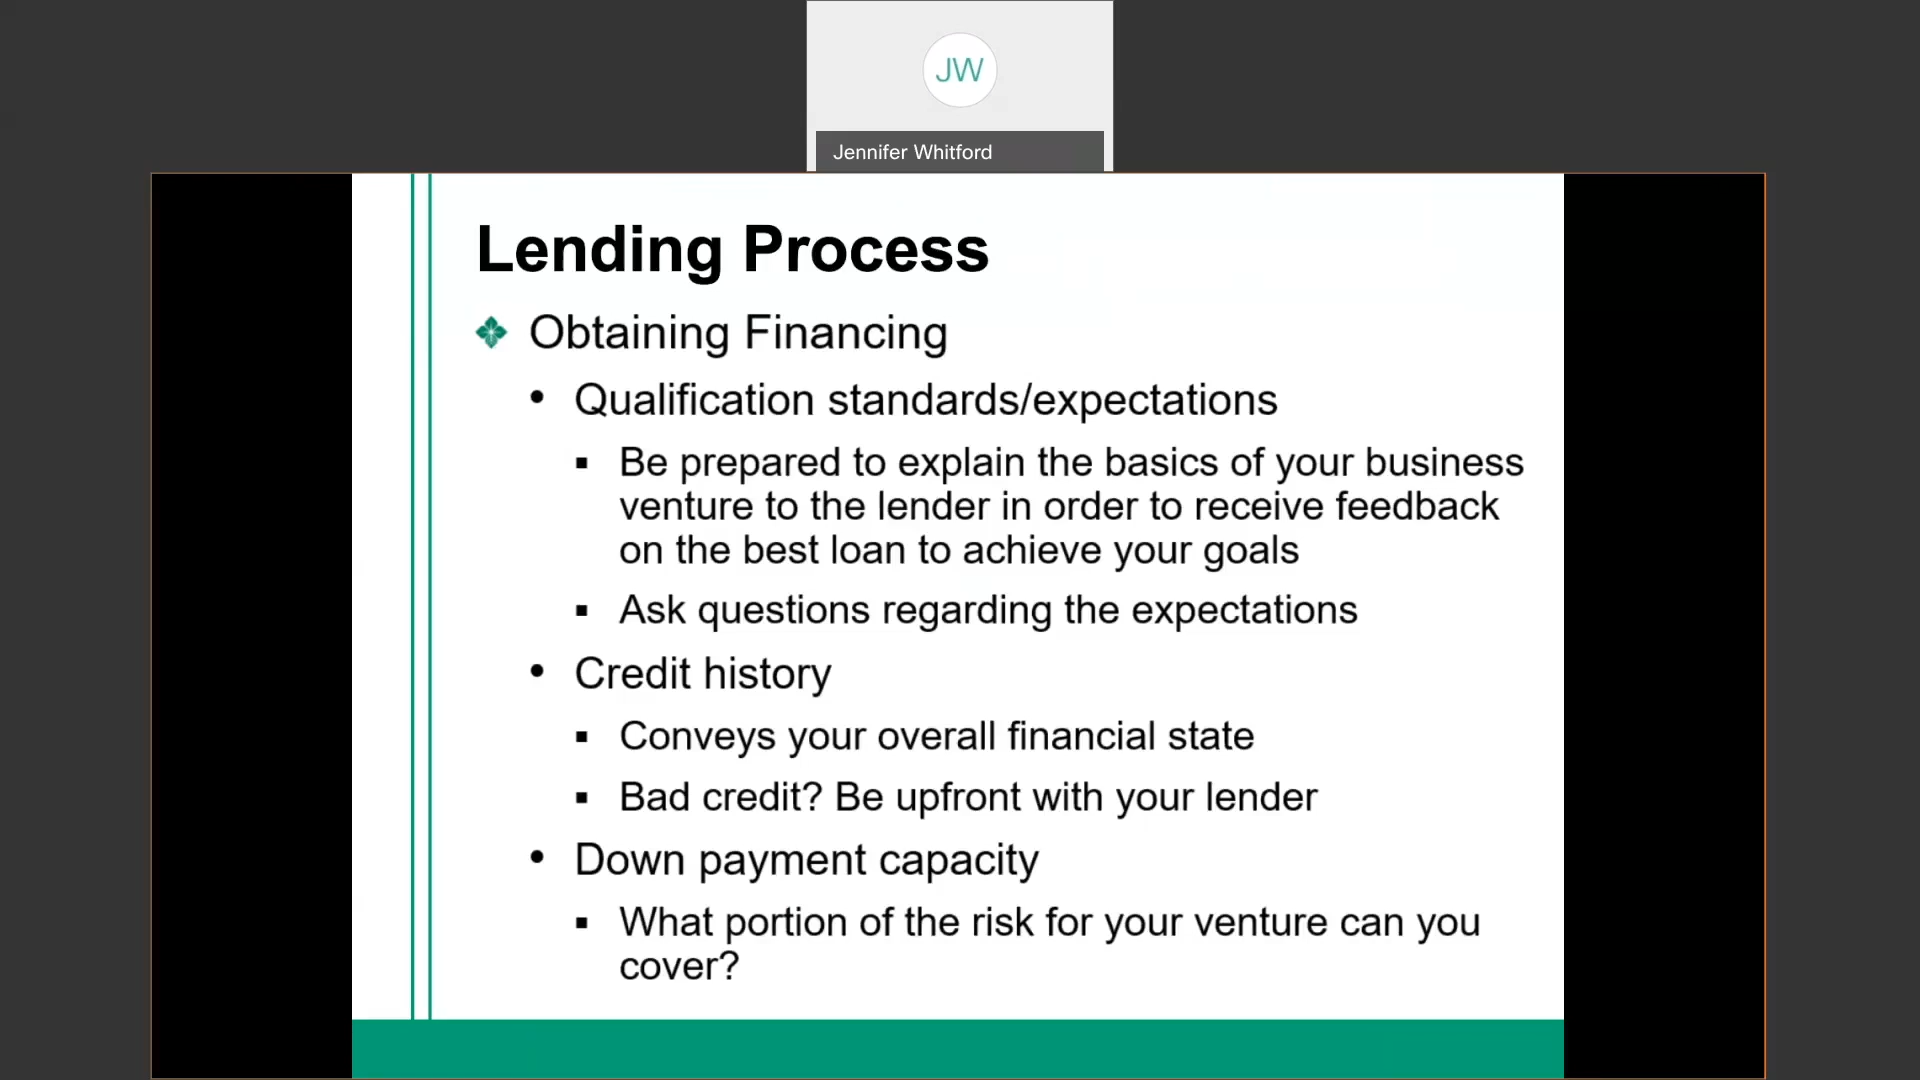 JW
Jennifer Whitford
Lending Process
Obtaining Financing
• Qualification standards/expectations
▪ Be prepared to explain the basics of your business
venture to the lender in order to receive feedback
on the best loan to achieve your goals
▪ Ask questions regarding the expectations
• Credit history
▪ Conveys your overall financial state
▪ Bad credit? Be upfront with your lender
• Down payment capacity
▪ What portion of the risk for your venture can you
cover?